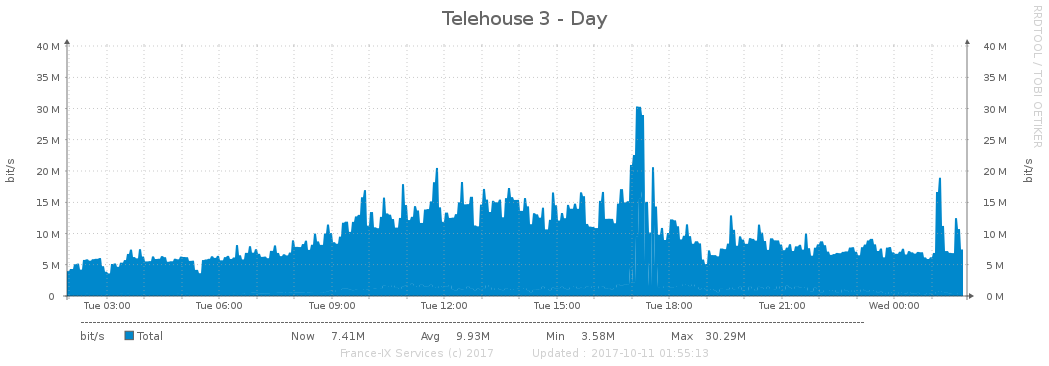 Telehouse 3 - Day
RRDTOOL / TOBI OETIKER
bit/s
40 M 40 M
35 M 35 M
30 M 30 M
25 M 25 M
20 M 20 M
15 M 15 M
10 M 10 M
5 M 5 M
0 0 M
bit/s
Tue 03:00 Tue 06:00 Tue 09:00 Tue 12:00 Tue 15:00 Tue 18:00 Tue 21:00 Wed 00:00
bit/s Total Now 7.41M Avg 9.93M Min 3.58M Max 30.29M
France-IX Services (c) 2017 Updated : 2017-10-11 01:55:13